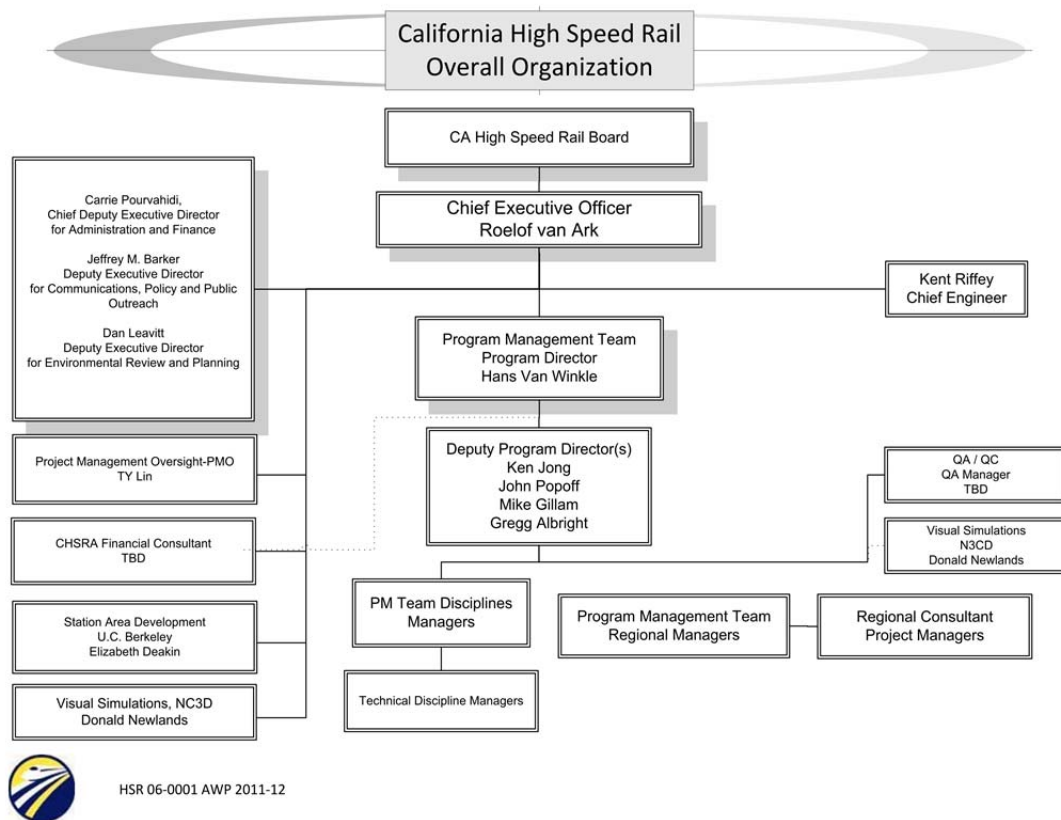 California High Speed Rail
Overall Organization
CA High Speed Rail Board
Chief Executive Officer
Roelof van Ark
Carrie Pourvahidi,
Chief Deputy Executive Director
for Administration and Finance
Jeffrey M. Barker
Deputy Executive Director
for Communications, Policy and Public
Outreach
Dan Leavitt
Deputy Executive Director
for Environmental Review and Planning
Kent Riffey
Chief Engineer
Program Management Team
Program Director
Hans Van Winkle
Project Management Oversight-PMO
TY Lin
Deputy Program Director(s)
Ken Jong
John Popoff
Mike Gillam
Gregg Albright
QA / QC
QA Manager
TBD
CHSRA Financial Consultant
TBD
Visual Simulations
N3CD
Donald Newlands
Station Area Development
U.C. Berkeley
Elizabeth Deakin
PM Team Disciplines
Managers
Program Management Team
Regional Managers
Regional Consultant
Project Managers
Visual Simulations, NC3D
Donald Newlands
Technical Discipline Managers
HSR 06-0001 AWP 2011-12